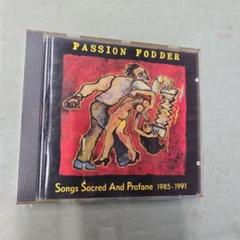 PASSION FODDER
Songs Sacred And Profane 1985-1991